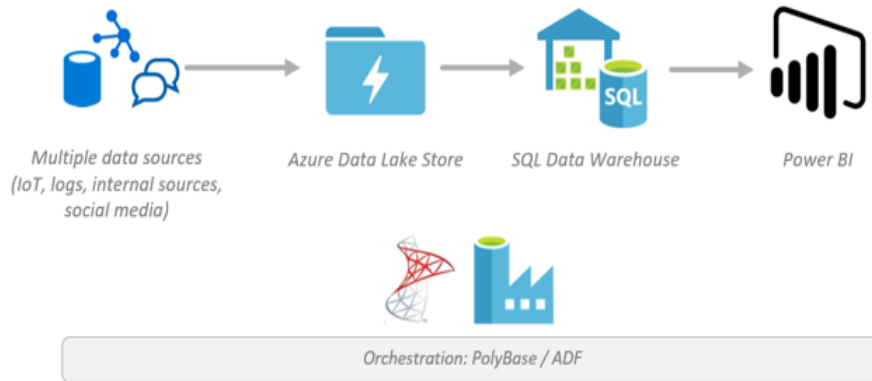 SQL
Multiple data sources
(IoT, logs, internal sources,
social media)
Azure Data Lake Store
SQL Data Warehouse
Power BI
Orchestration: PolyBase / ADF